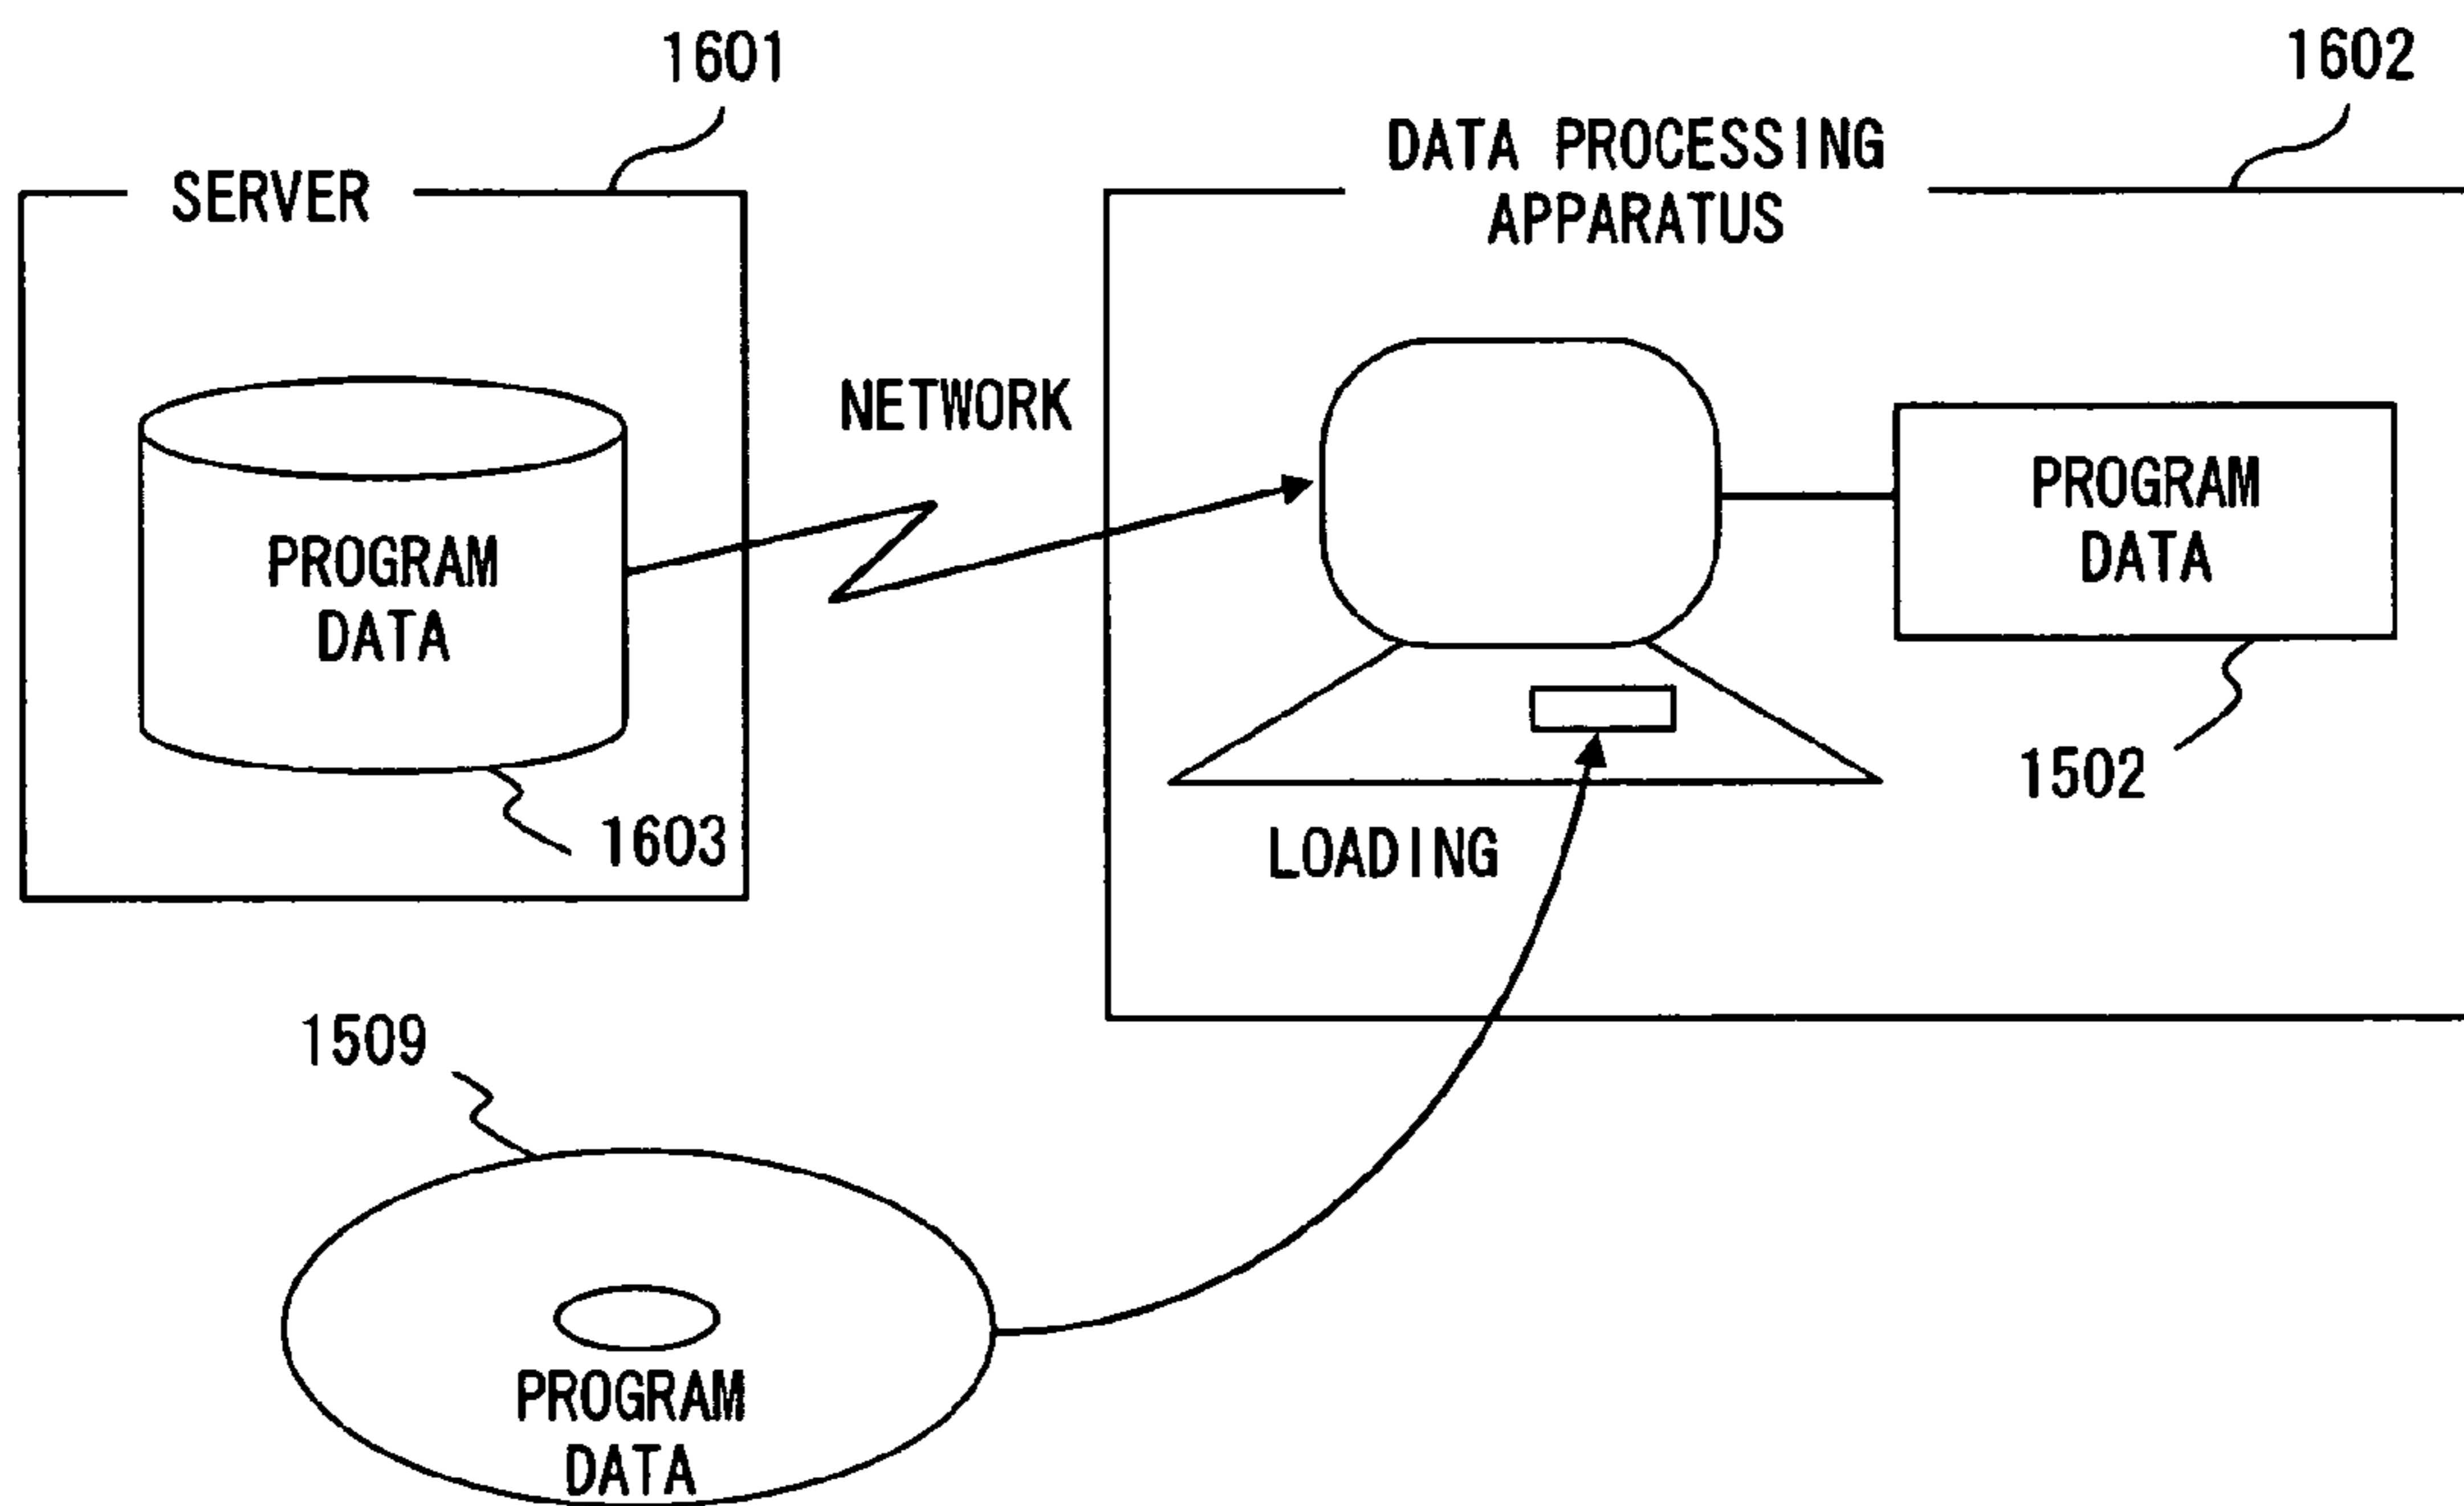 1601
1602
SERVER
DATA PROCESSING
APPARATUS
NETWORK
PROGRAM
DATA
PROGRAM
DATA
1603
1502
LOADING
1509
PROGRAM
DATA